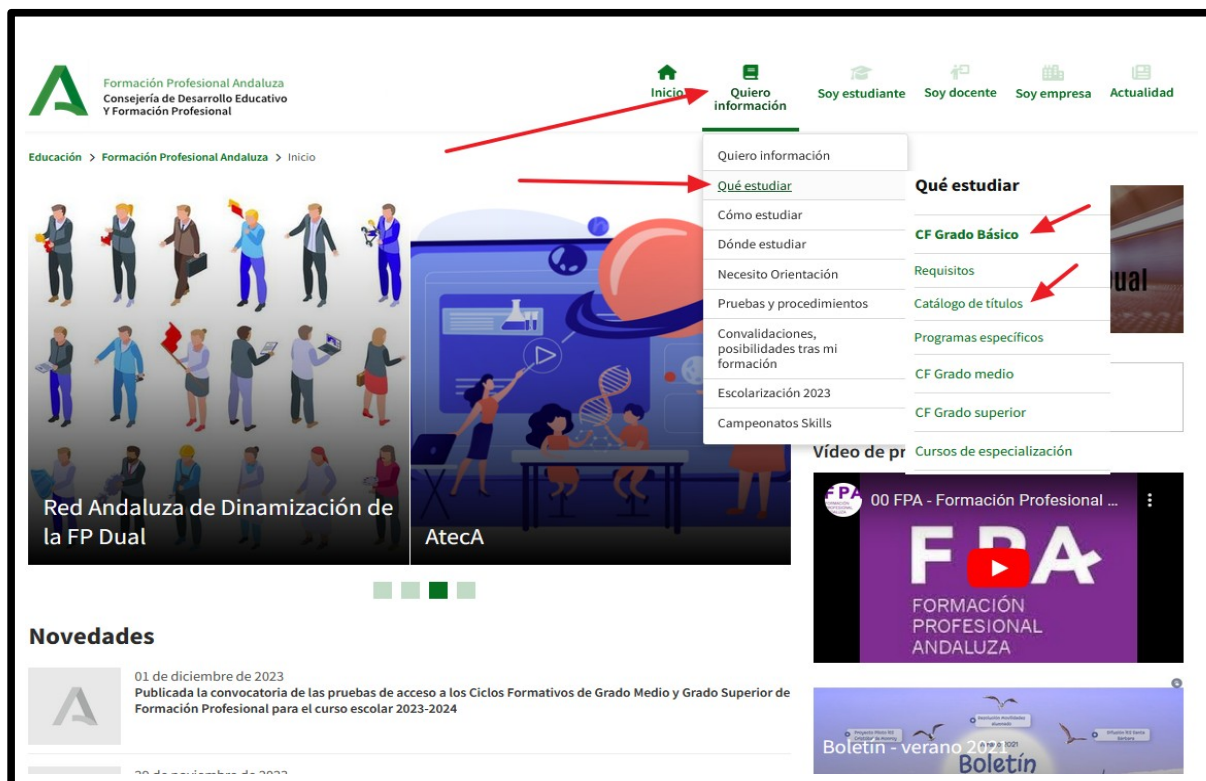 Formación Profesional Andaluza
Consejería de Desarrollo Educativo
Y Formación Profesional
Inicio
Quiero
información
Soy estudiante
Soy docente
Soy empresa
Actualidad
Educación > Formación Profesional Andaluza > Inicio
Quiero información
Qué estudiar
Cómo estudiar
Dónde estudiar
Necesito Orientación
Pruebas y procedimientos
Convalidaciones,
posibilidades tras mi
formación
Escolarización 2023
Campeonatos Skills
Qué estudiar
CF Grado Básico
Requisitos
Catálogo de títulos
Programas específicos
CF Grado medio
CF Grado superior
Cursos de especialización
ual
Red Andaluza de Dinamización de
la FP Dual
AtecA
Vídeo de pr
00 FPA - Formación Profesional ...
FPA
FORMACIÓN
PROFESIONAL
ANDALUZA
Novedades
01 de diciembre de 2023
Publicada la convocatoria de las pruebas de acceso a los Ciclos Formativos de Grado Medio y Grado Superior de
Formación Profesional para el curso escolar 2023-2024
Boletín - verano 2021
Boletín